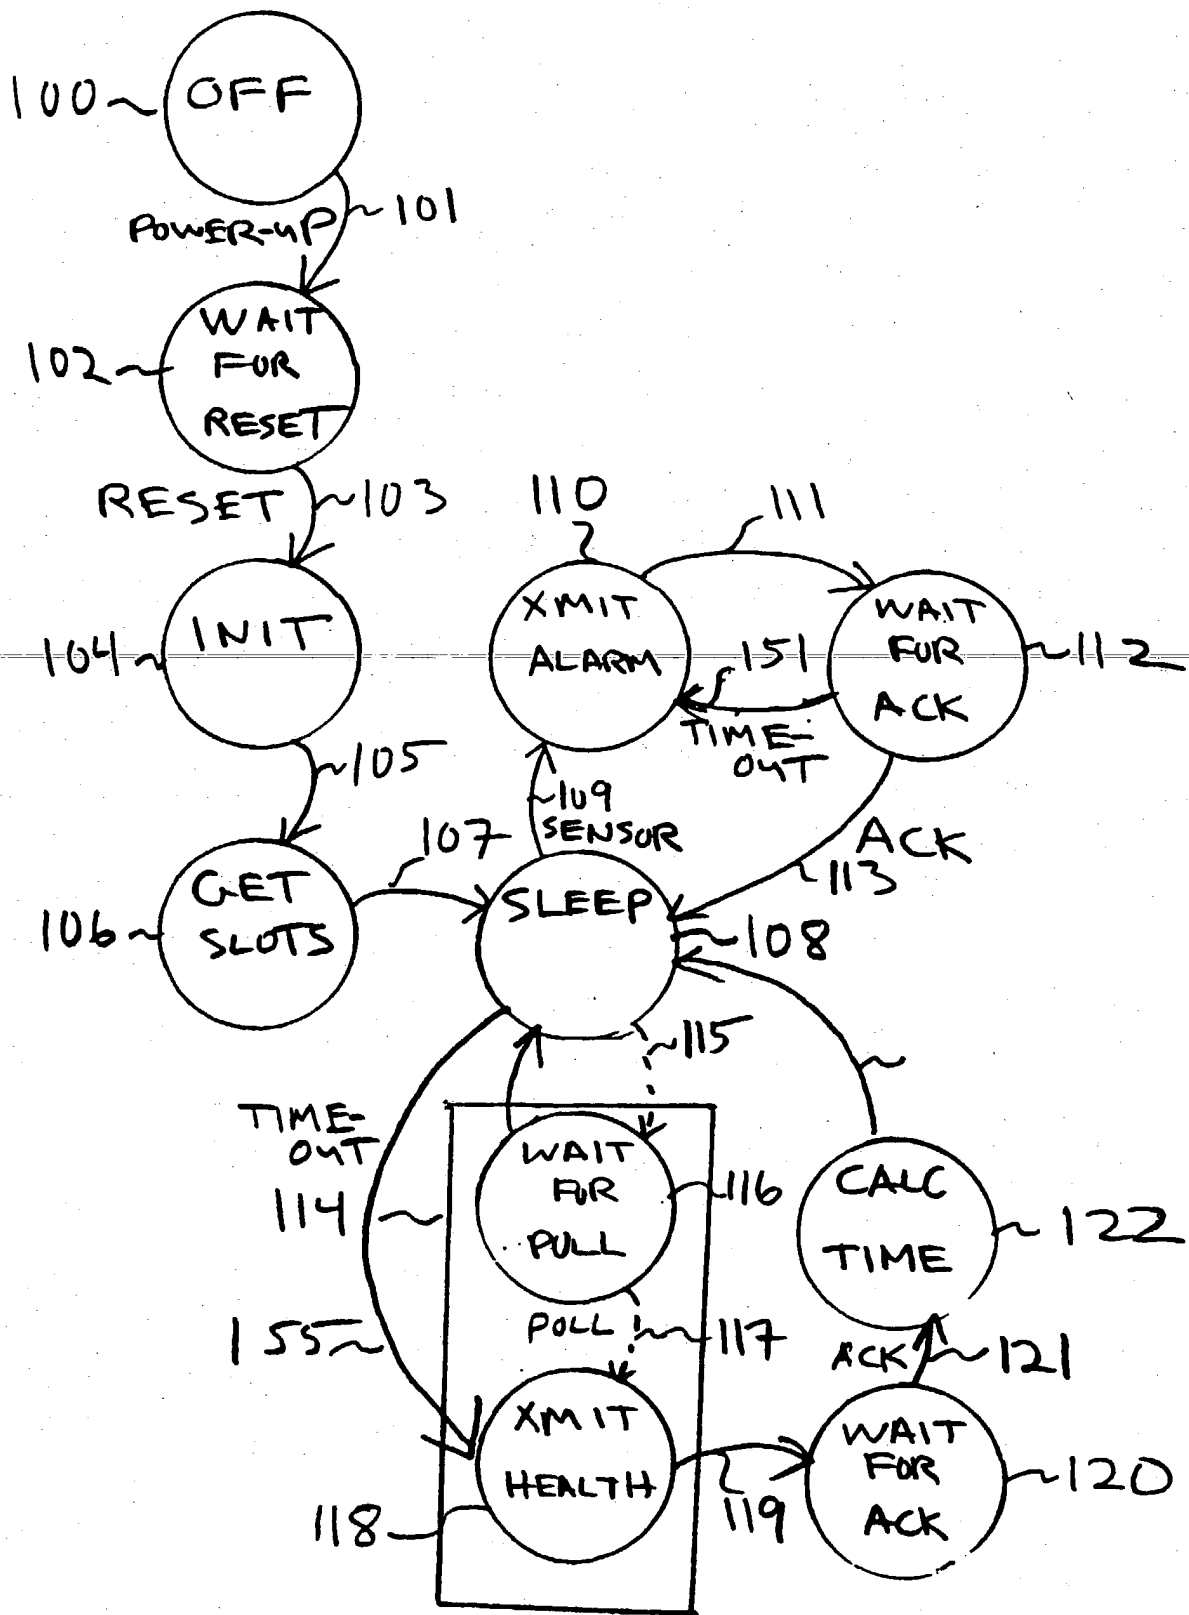 100
OFF
POWER-UP
101
102
WAIT
FOR
RESET
RESET
103
104
INIT
105
106
GET
SLOTS
107
110
XMIT
ALARM
111
WAIT
FOR
ACK
112
151
TIME-
OUT
109
SENSOR
ACK
113
SLEEP
108
115
TIME-
OUT
114
WAIT
FOR
PULL
116
155
POLL
117
XMIT
HEALTH
118
119
WAIT
FOR
ACK
120
ACK
121
CALC
TIME
122